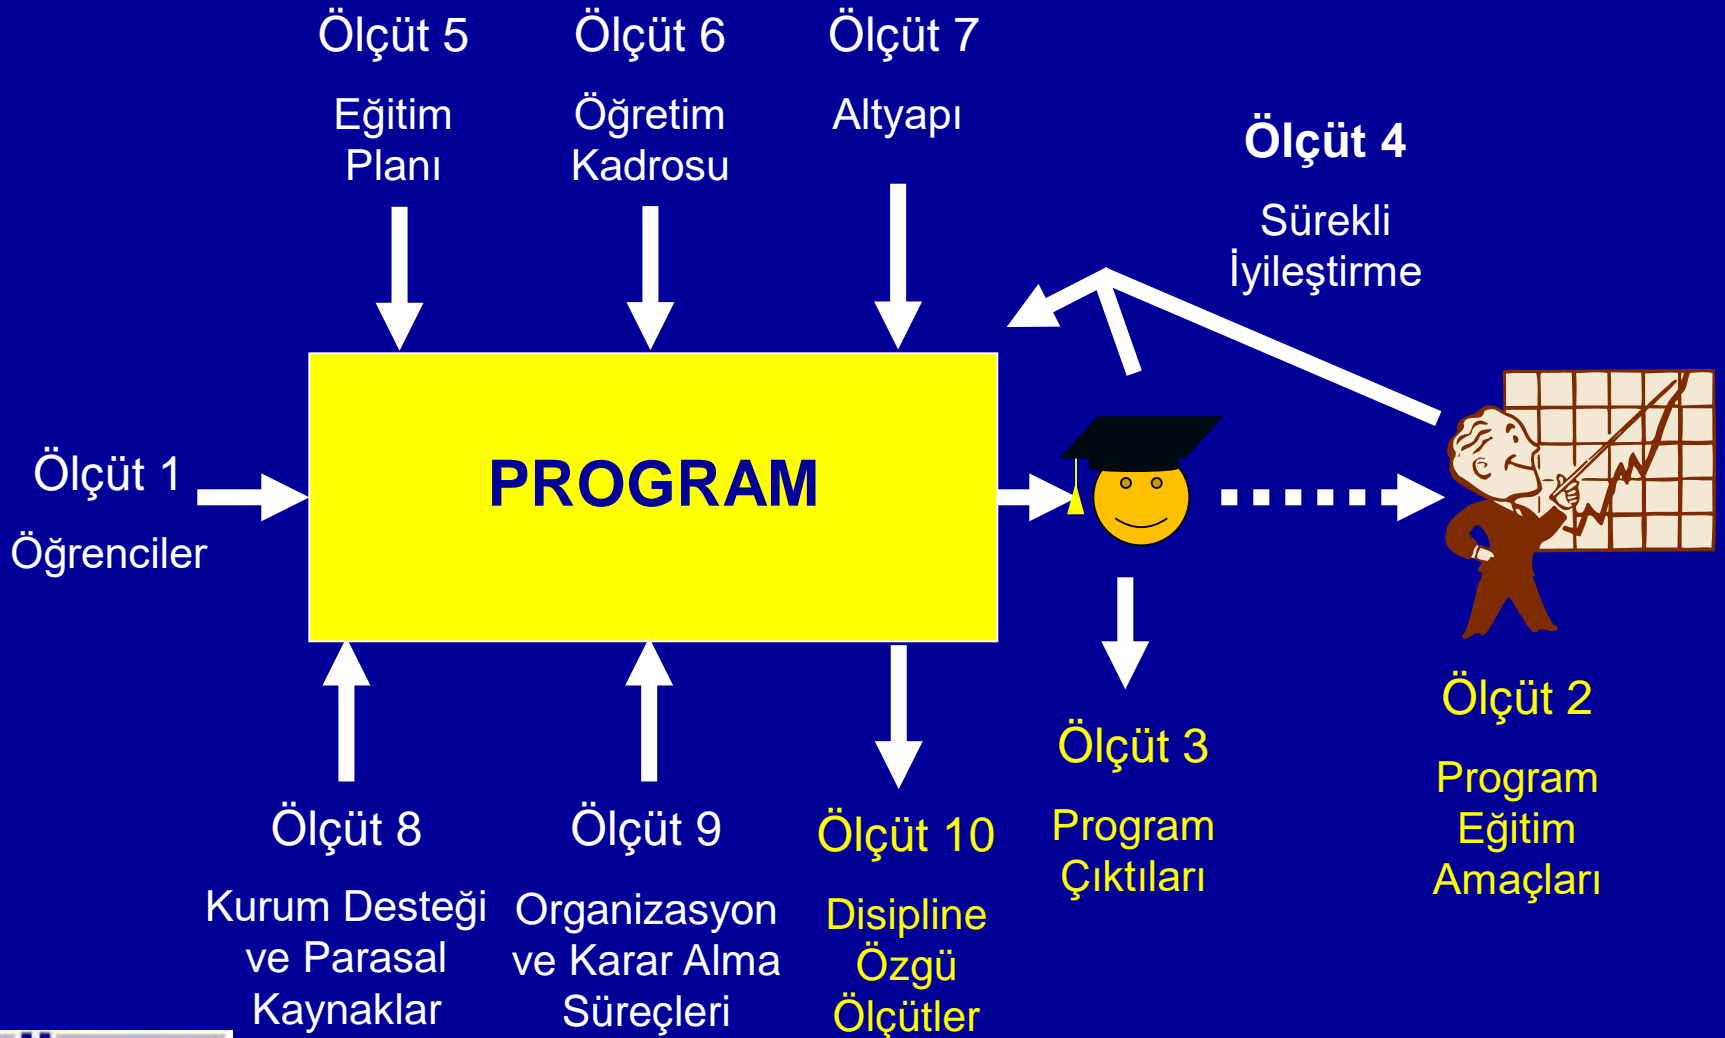 Ölçüt 5
Eğitim
Planı
Ölçüt 6
Öğretim
Kadrosu
Ölçüt 7
Altyapı
Ölçüt 4
Sürekli
İyileştirme
Ölçüt 1
Öğrenciler
PROGRAM
Ölçüt 8
Kurum Desteği
ve Parasal
Kaynaklar
Ölçüt 9
Organizasyon
ve Karar Alma
Süreçleri
Ölçüt 10
Disipline
Özgü
Ölçütler
Ölçüt 3
Program
Çıktıları
Ölçüt 2
Program
Eğitim
Amaçları